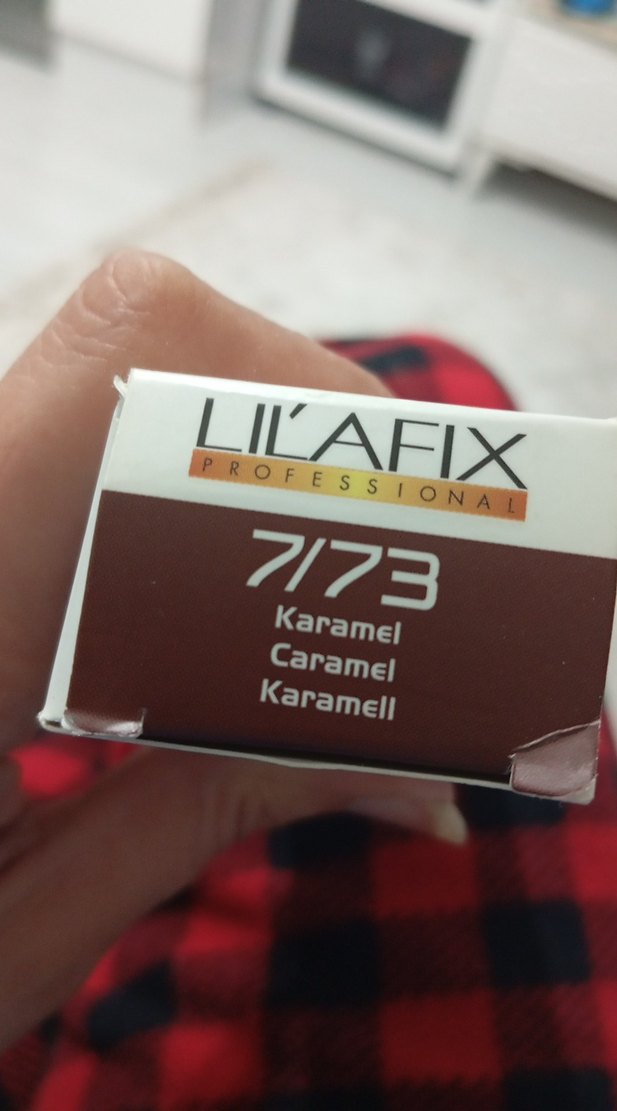 LIL'AFIX
PROFESSIONAL
7/73
Karamel
Caramel
Karamell